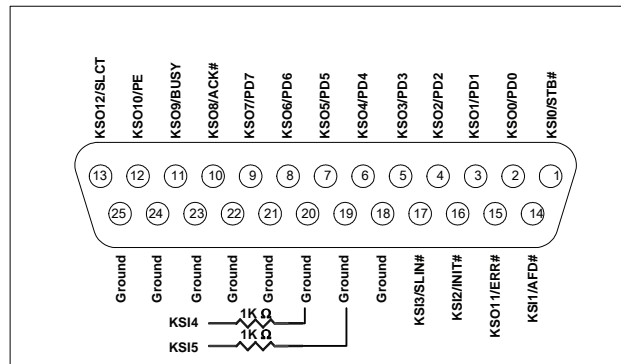 KSO12/SLCT
KSO10/PE
KSO9/BUSY
KSO8/ACK#
KSO7/PD7
KSO6/PD6
KSO5/PD5
KSO4/PD4
KSO3/PD3
KSO2/PD2
KSO1/PD1
KSO0/PD0
KSI0/STB#
13 12 11 10 9 8 7 6 5 4 3 2 1
25 24 23 22 21 20 19 18 17 16 15 14
Ground
Ground
Ground
Ground
Ground
Ground
Ground
Ground
KSI3/SLIN#
KSI2/INIT#
KSO11/ERR#
KSI1/AFD#
KSI4 1K Ω
KSI5 1K Ω